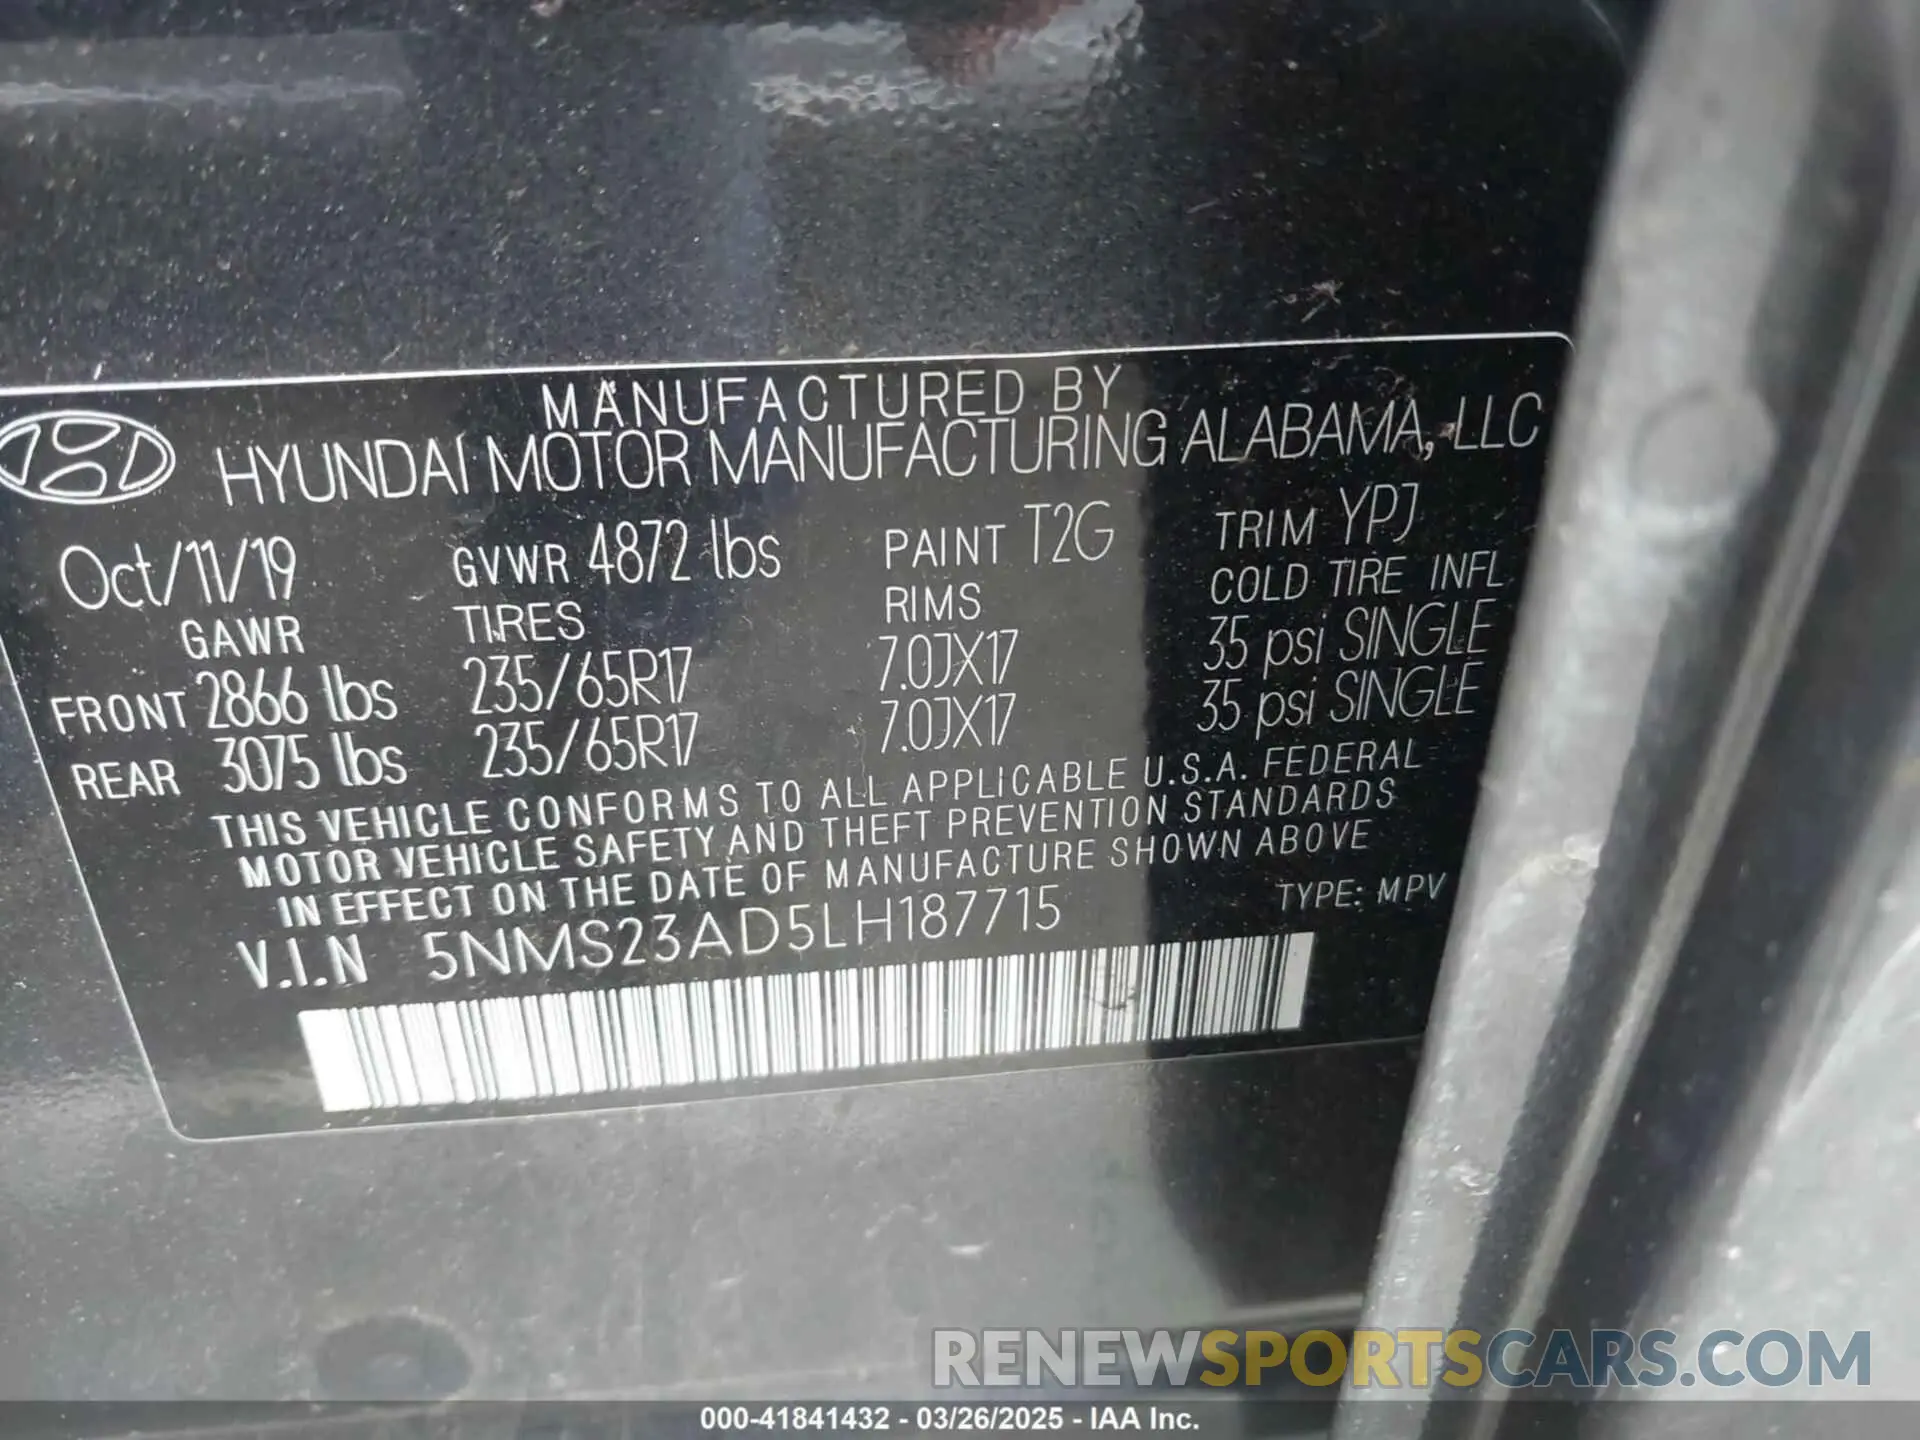 MANUFACTURED BY
HYUNDAI MOTOR MANUFACTURING ALABAMA, LLC
Oct/11/19 GVWR 4872 lbs PAINT T2G TRIM YPJ
GAWR TIRES RIMS COLD TIRE INFL.
FRONT 2866 lbs 235/65R17 7.0JX17 35 psi SINGLE
REAR 3075 lbs 235/65R17 7.0JX17 35 psi SINGLE
THIS VEHICLE CONFORMS TO ALL APPLICABLE U.S.A. FEDERAL
MOTOR VEHICLE SAFETY AND THEFT PREVENTION STANDARDS
IN EFFECT ON THE DATE OF MANUFACTURE SHOWN ABOVE
V.I.N 5NMS23AD5LH187715 TYPE: MPV
RENEWSPORTSCARS.COM
000-41841432 - 03/26/2025 - IAA Inc.